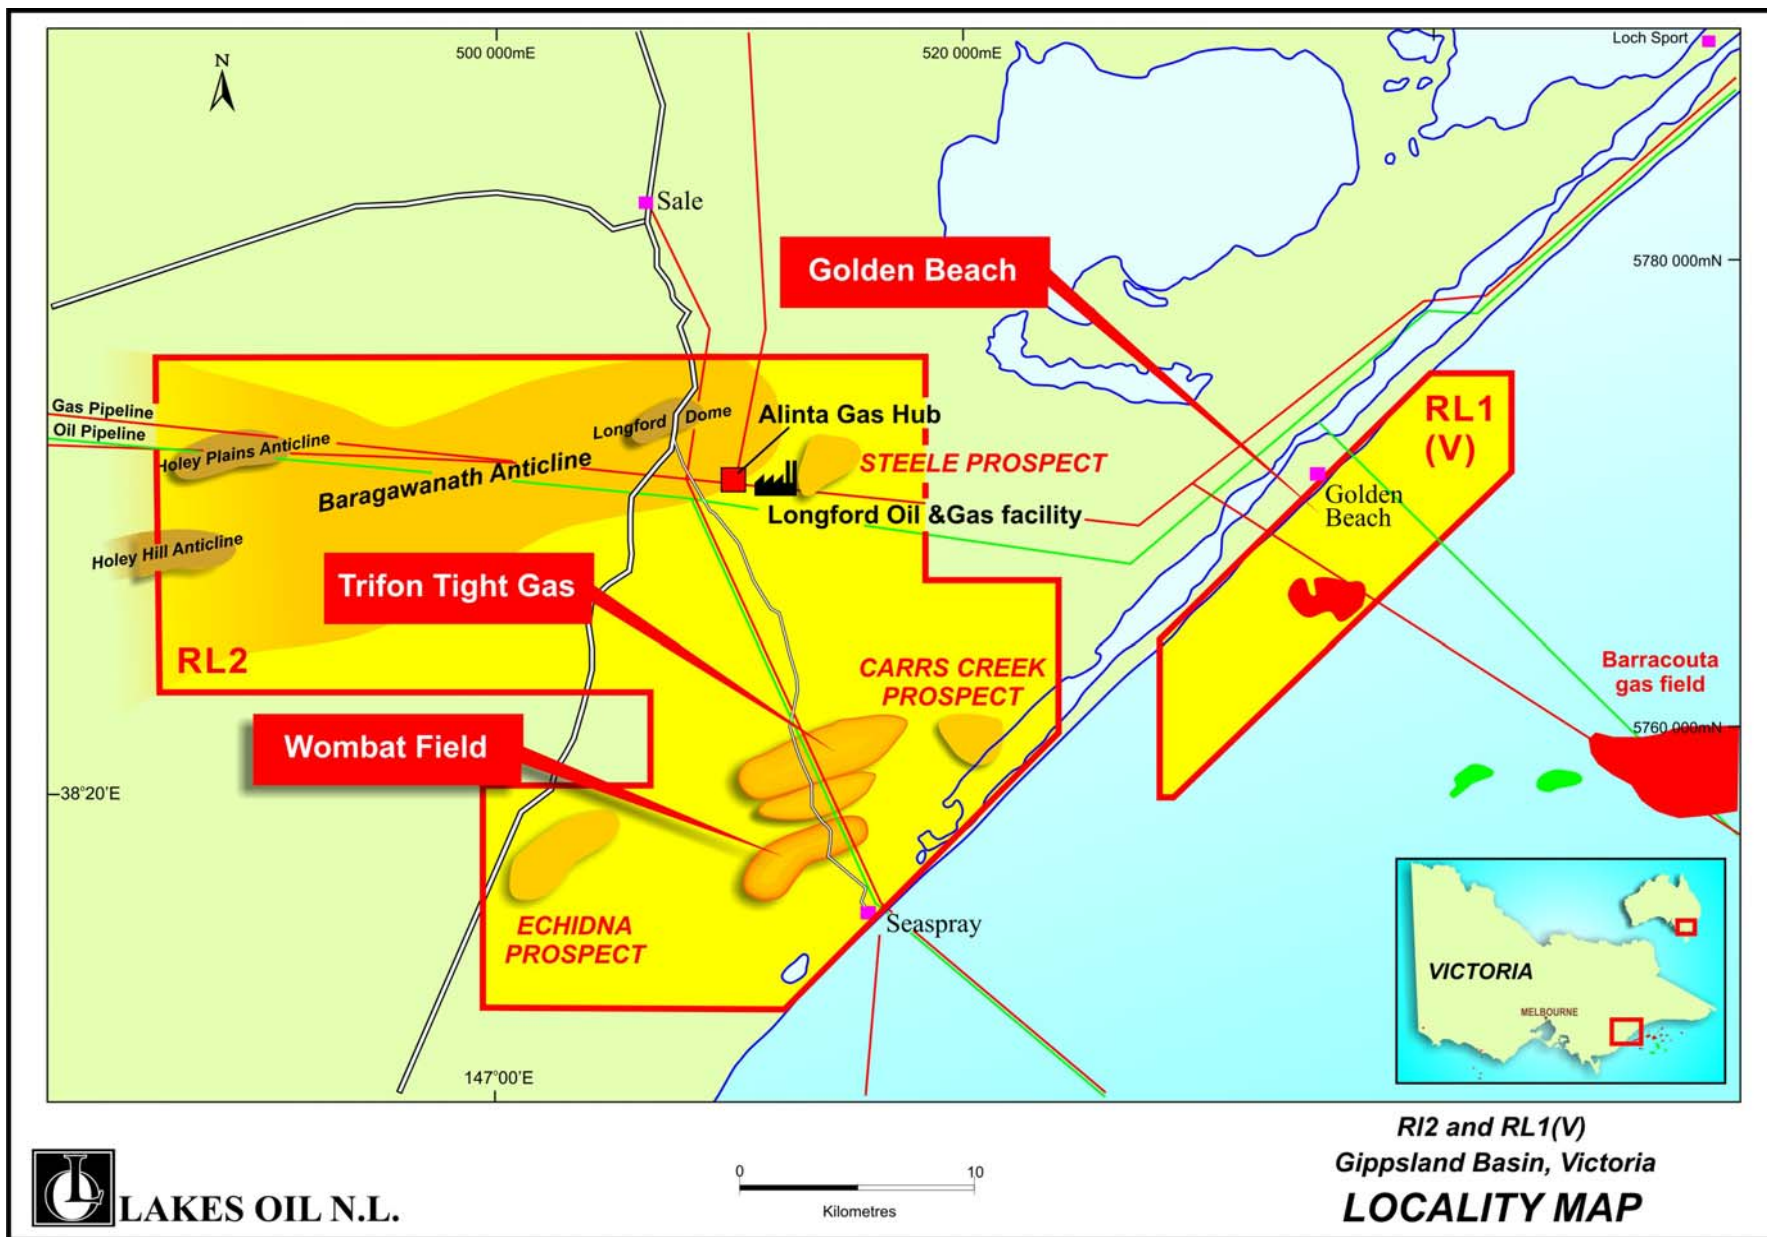 500 000mE
520 000mE
Loch Sport
N
Sale
Golden Beach
5780 000mN
Gas Pipeline
Oil Pipeline
Holey Plains Anticline
Longford Dome
Alinta Gas Hub
RL1
(V)
Baragawanath Anticline
STEELE PROSPECT
Golden
Beach
Longford Oil &Gas facility
Holey Hill Anticline
Trifon Tight Gas
RL2
CARRS CREEK
PROSPECT
Barracouta
gas field
Wombat Field
5760 000mN
38°20'E
ECHIDNA
PROSPECT
Seaspray
VICTORIA
MELBOURNE
147°00'E
Rl2 and RL1(V)
Gippsland Basin, Victoria
LOCALITY MAP
0
10
Kilometres
LAKES OIL N.L.